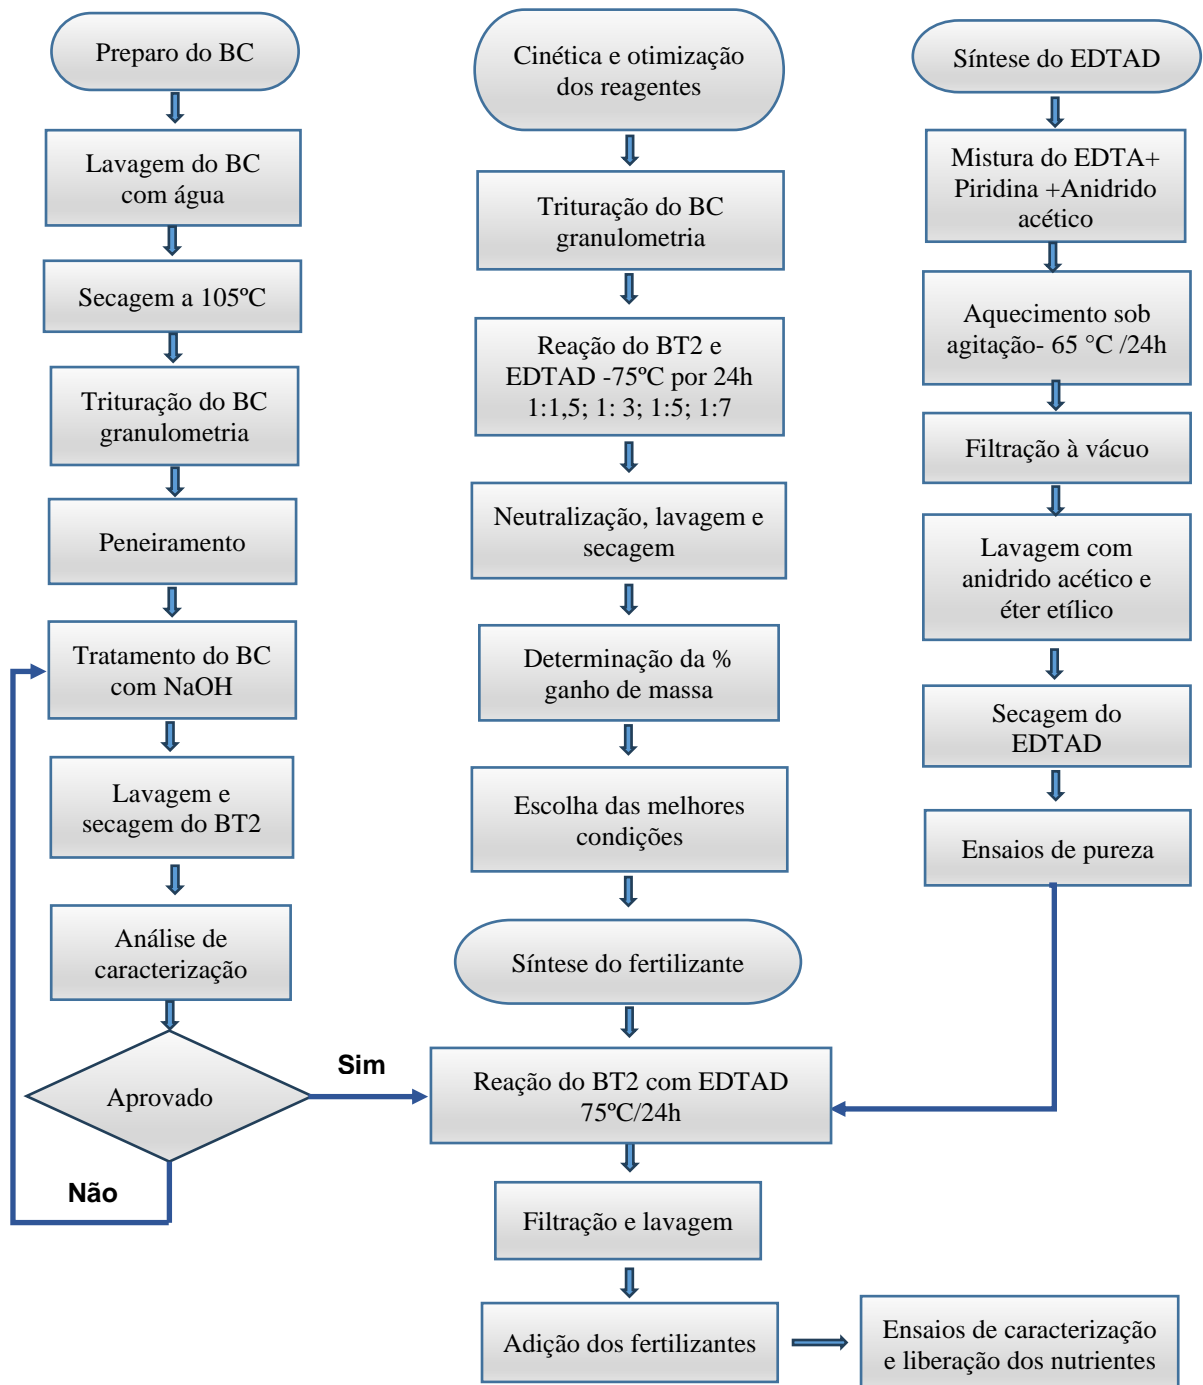 Preparo do BC
Lavagem do BC
com água
Secagem a 105ºC
Trituração do BC
granulometria
Peneiramento
Tratamento do BC
com NaOH
Lavagem e
secagem do BT2
Análise de
caracterização
Aprovado
Sim
Não
Cinética e otimização
dos reagentes
Trituração do BC
granulometria
Reação do BT2 e
EDTAD -75ºC por 24h
1:1,5; 1: 3; 1:5; 1:7
Neutralização, lavagem e
secagem
Determinação da %
ganho de massa
Escolha das melhores
condições
Síntese do fertilizante
Reação do BT2 com EDTAD
75ºC/24h
Filtração e lavagem
Adição dos fertilizantes
Ensaios de caracterização
e liberação dos nutrientes
Síntese do EDTAD
Mistura do EDTA+
Piridina +Anidrido
acético
Aquecimento sob
agitação- 65 °C /24h
Filtração à vácuo
Lavagem com
anidrido acético e
éter etílico
Secagem do
EDTAD
Ensaios de pureza